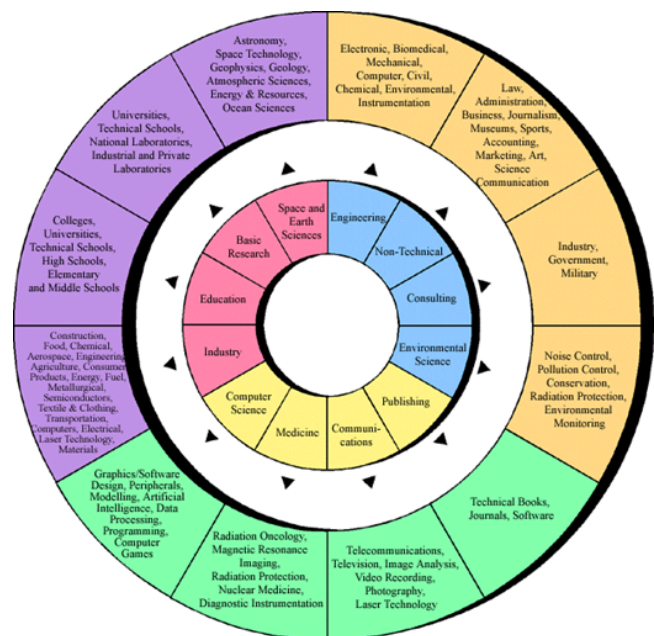 Astronomy,
Space Technology,
Geophysics, Geology,
Atmospheric Sciences,
Energy & Resources,
Ocean Sciences
Electronic, Biomedical,
Mechanical,
Computer, Civil,
Chemical, Environmental,
Instrumentation
Law,
Administration,
Business, Journalism,
Museums, Sports,
Accounting,
Marketing, Art,
Science
Communication
Industry,
Government,
Military
Noise Control,
Pollution Control,
Conservation,
Radiation Protection,
Environmental
Monitoring
Technical Books,
Journals, Software
Telecommunications,
Television, Image Analysis,
Video Recording,
Photography,
Laser Technology
Radiation Oncology,
Magnetic Resonance
Imaging,
Radiation Protection,
Nuclear Medicine,
Diagnostic Instrumentation
Graphics/Software
Design, Peripherals,
Modelling, Artificial
Intelligence, Data
Processing,
Programming,
Computer
Games
Construction,
Food, Chemical,
Aerospace, Engineering
Agriculture, Consumer
Products, Energy, Fuel,
Metallurgical,
Semiconductors,
Textile & Clothing,
Transportation,
Computers, Electrical,
Laser Technology,
Materials
Colleges,
Universities,
Technical Schools,
High Schools,
Elementary
and Middle Schools
Universities,
Technical Schools,
National Laboratories,
Industrial and Private
Laboratories
Space and
Earth
Sciences
Engineering
Non-Technical
Consulting
Environmental
Science
Publishing
Communi-
cations
Medicine
Computer
Science
Industry
Education
Basic
Research